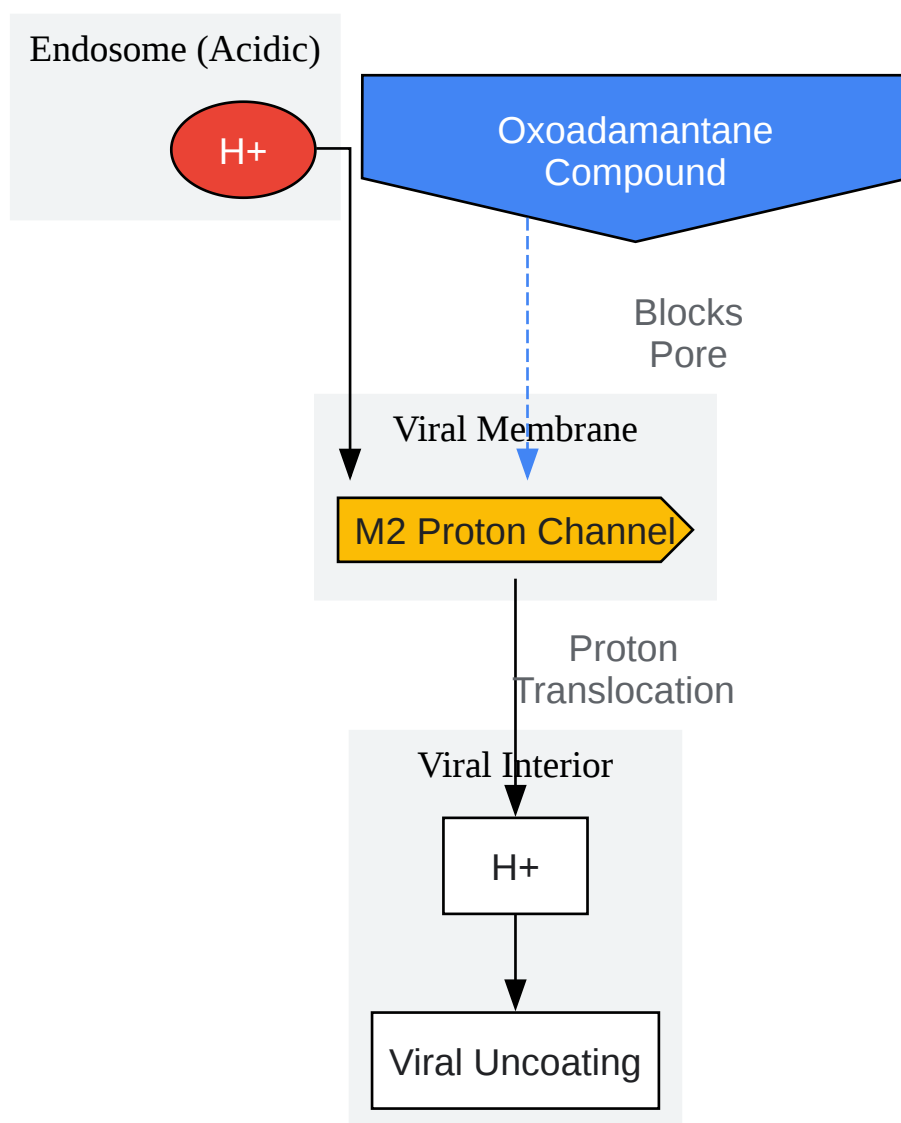 Endosome (Acidic)
H+
Oxoadamantane
Compound
Blocks
Pore
Viral Membrane
M2 Proton Channel
Proton
Translocation
Viral Interior
H+
Viral Uncoating